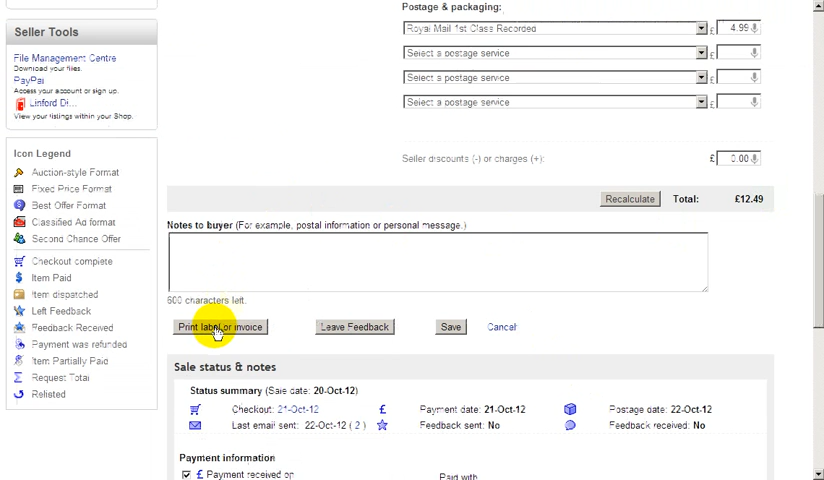 Seller Tools
File Management Centre
Download your files.
PayPal
Access your account or sign up.
Linford Di...
View your listings within your Shop.
Icon Legend
Auction-style Format
Fixed Price Format
Best Offer Format
Classified Ad format
Second Chance Offer
Checkout complete
Item Paid
Item dispatched
Left Feedback
Feedback Received
Payment was refunded
Item Partially Paid
Request Total
Relisted
Postage & packaging:
Royal Mail 1st Class Recorded £ 4.99
Select a postage service £
Select a postage service £
Select a postage service £
Seller discounts (-) or charges (+): £ 0.00
Recalculate Total: £12.49
Notes to buyer (For example, postal information or personal message.)
600 characters left.
Print label or invoice Leave Feedback Save Cancel
Sale status & notes
Status summary (Sale date: 20-Oct-12)
Checkout: 21-Oct-12 £ Payment date: 21-Oct-12 Postage date: 22-Oct-12
Last email sent: 22-Oct-12 ( 2 ) Feedback sent: No Feedback received: No
Payment information
£ Payment received on Paid with